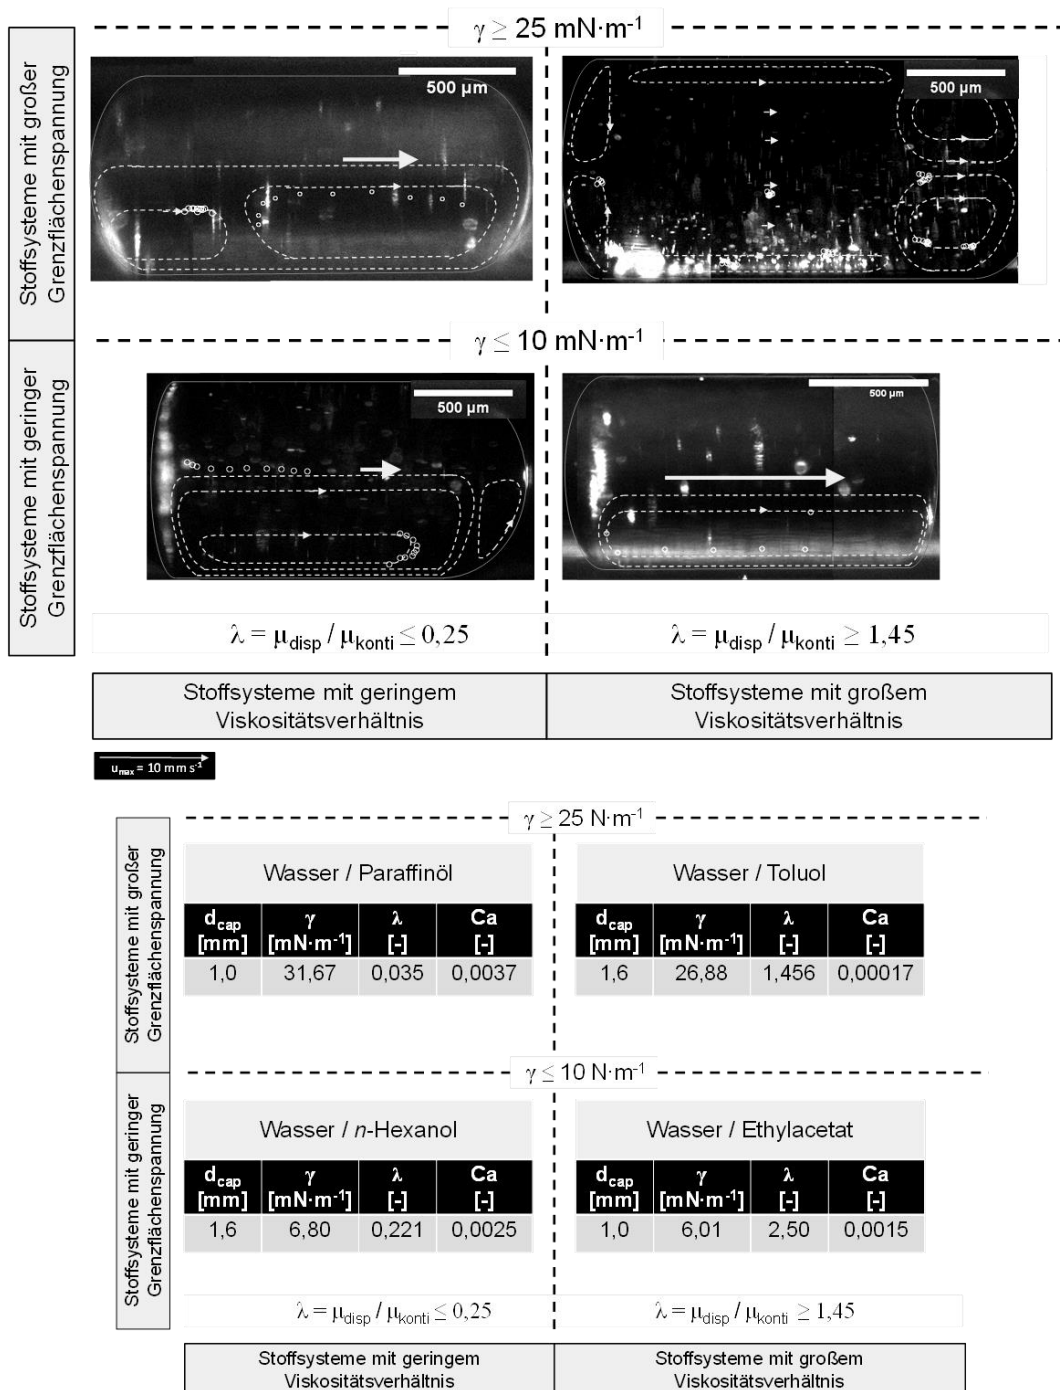 γ ≥ 25 mN·m⁻¹
Stoffsysteme mit großer
Grenzflächenspannung
500 µm
500 µm
γ ≤ 10 mN·m⁻¹
Stoffsysteme mit geringer
Grenzflächenspannung
500 µm
500 µm
λ = μdisp / μkonti ≤ 0,25
λ = μdisp / μkonti ≥ 1,45
Stoffsysteme mit geringem
Viskositätsverhältnis
Stoffsysteme mit großem
Viskositätsverhältnis
umax = 10 mm s⁻¹
γ ≥ 25 N·m⁻¹
Stoffsysteme mit großer
Grenzflächenspannung
Wasser / Paraffinöl
dcap [mm] γ [mN·m⁻¹] λ [-] Ca [-]
1,0 31,67 0,035 0,0037
Wasser / Toluol
dcap [mm] γ [mN·m⁻¹] λ [-] Ca [-]
1,6 26,88 1,456 0,00017
γ ≤ 10 N·m⁻¹
Stoffsysteme mit geringer
Grenzflächenspannung
Wasser / n-Hexanol
dcap [mm] γ [mN·m⁻¹] λ [-] Ca [-]
1,6 6,80 0,221 0,0025
Wasser / Ethylacetat
dcap [mm] γ [mN·m⁻¹] λ [-] Ca [-]
1,0 6,01 2,50 0,0015
λ = μdisp / μkonti ≤ 0,25
λ = μdisp / μkonti ≥ 1,45
Stoffsysteme mit geringem
Viskositätsverhältnis
Stoffsysteme mit großem
Viskositätsverhältnis